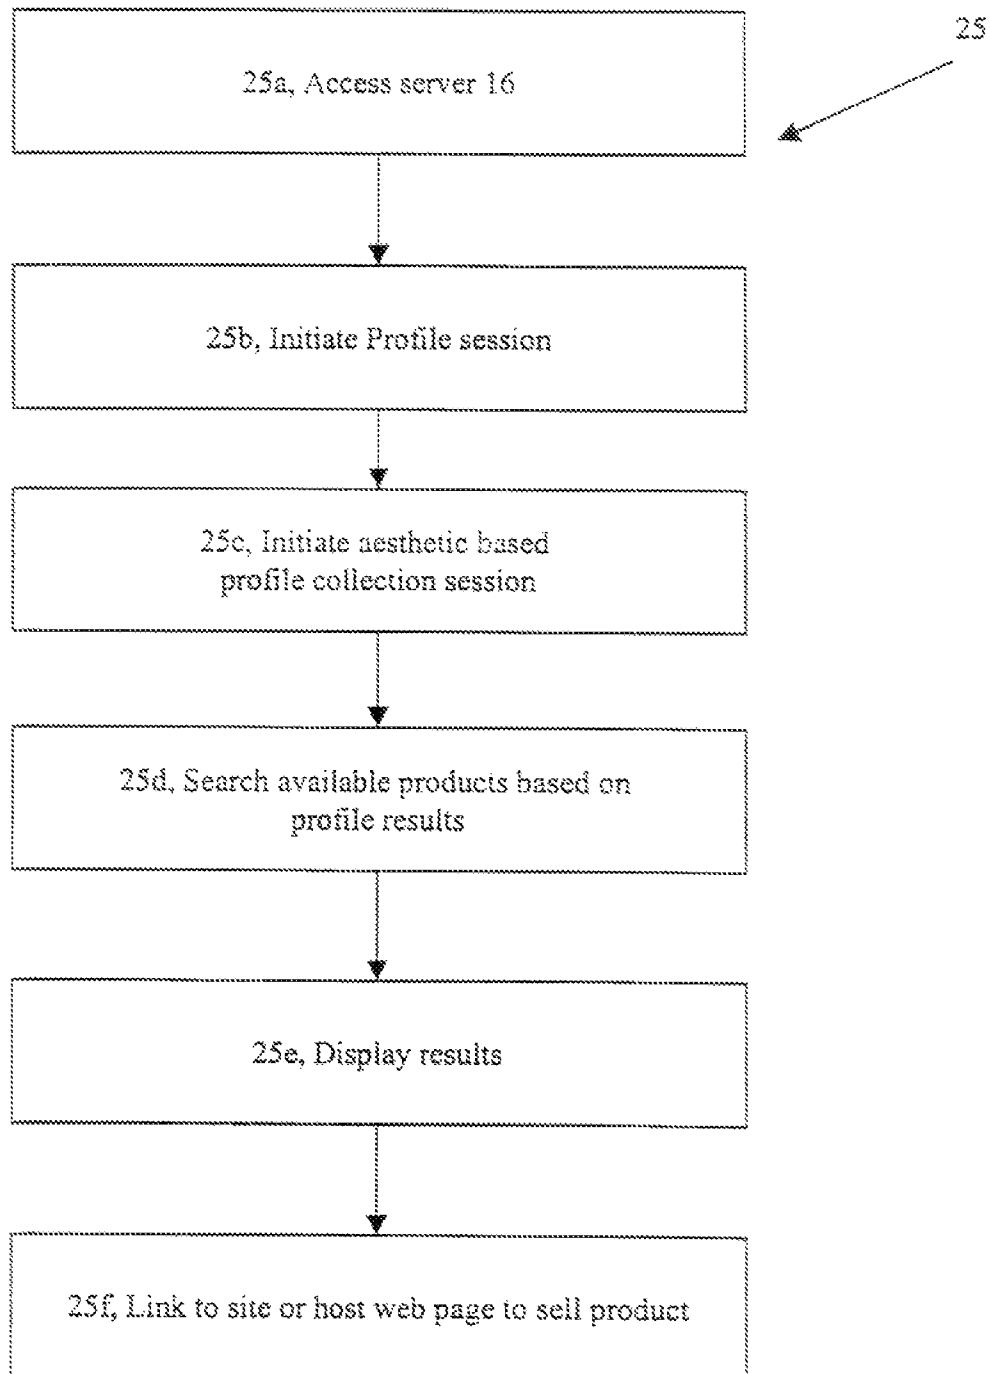 25
25a, Access server 16
25b, Initiate Profile session
25c, Initiate aesthetic based
profile collection session
25d, Search available products based on
profile results
25e, Display results
25f, Link to site or host web page to sell product